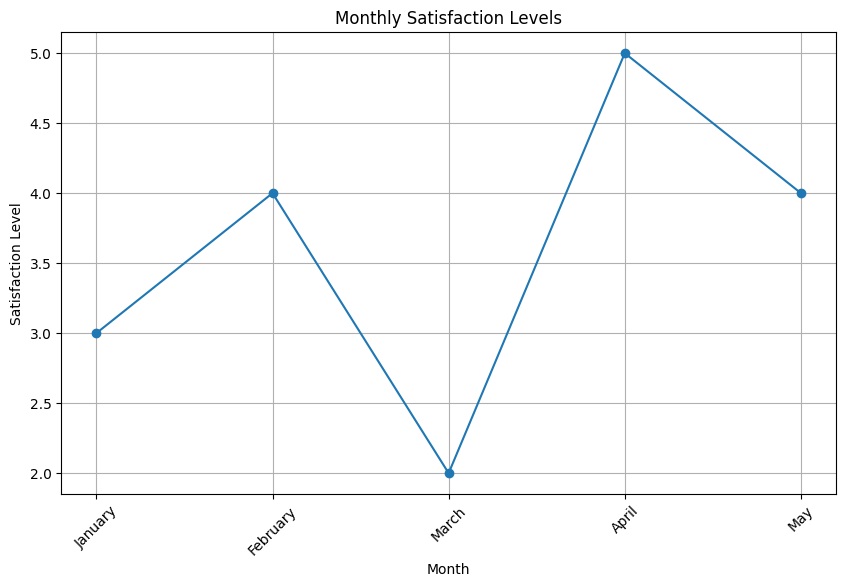 Monthly Satisfaction Levels
Satisfaction Level
5.0
4.5
4.0
3.5
3.0
2.5
2.0
January
February
March
April
May
Month